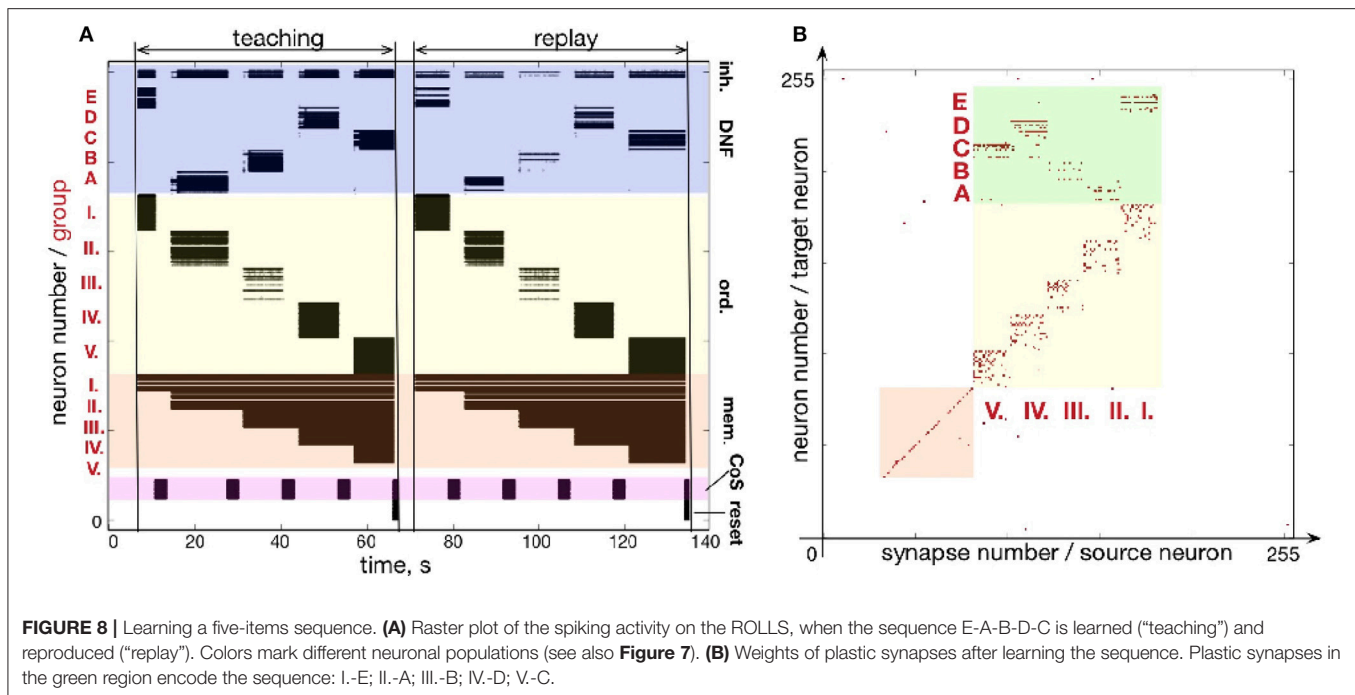 A
teaching
replay
inh.
DNF
ord.
mem.
CoS
reset
neuron number / group
E
D
C
B
A
I.
II.
III.
IV.
V.
I.
II.
III.
IV.
V.
0
0 20 40 60 80 100 120 140
time, s
B
255
neuron number / target neuron
E
D
C
B
A
V. IV. III. II. I.
0
synapse number / source neuron
255
FIGURE 8 | Learning a five-items sequence. (A) Raster plot of the spiking activity on the ROLLS, when the sequence E-A-B-D-C is learned (“teaching”) and
reproduced (“replay”). Colors mark different neuronal populations (see also Figure 7). (B) Weights of plastic synapses after learning the sequence. Plastic synapses in
the green region encode the sequence: I.-E; II.-A; III.-B; IV.-D; V.-C.